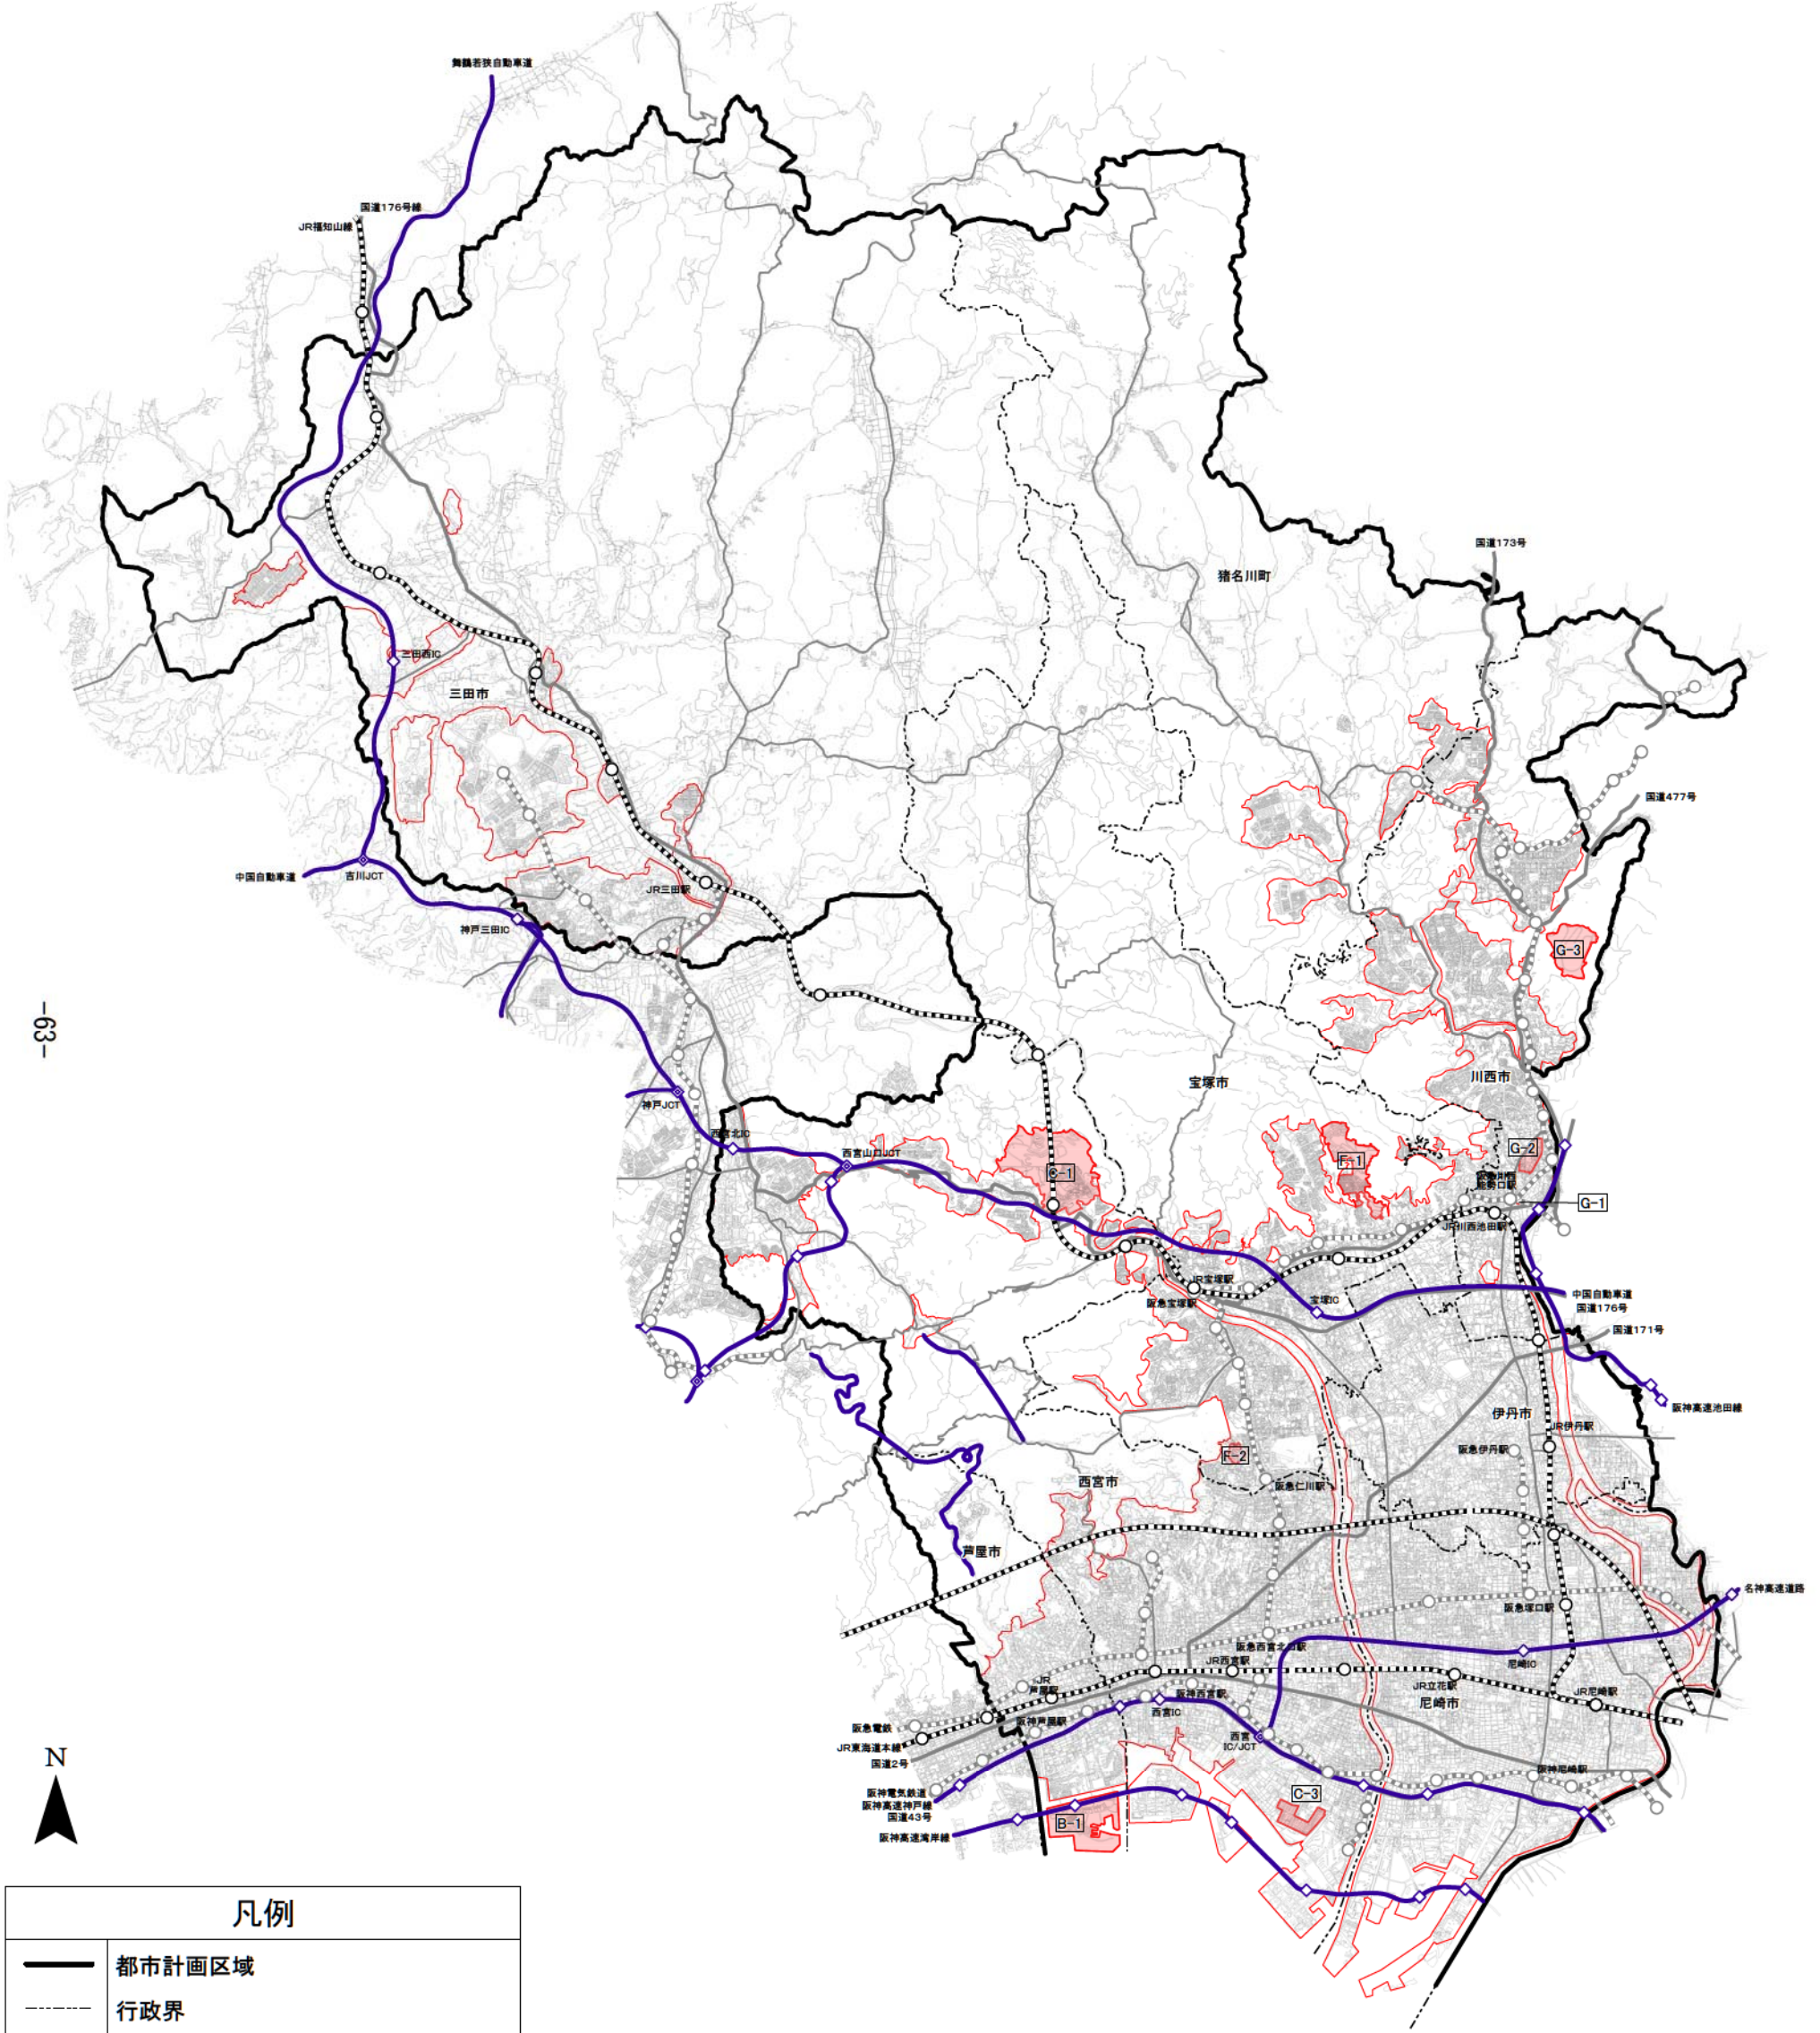 舞鶴若狭自動車道
国道176号線
JR福知山線
国道173号
猪名川町
三田西IC
三田市
国道477号
中国自動車道
吉川JCT
JR三田駅
神戸三田IC
G-3
-63-
川西市
宝塚市
神戸JCT
西宮北IC
西宮山口JCT
C-1
F-1
G-2
阪急川西
能勢口駅
G-1
JR川西池田駅
JR宝塚駅
阪急宝塚駅
宝塚IC
中国自動車道
国道176号
国道171号
阪神高速池田線
伊丹市
JR伊丹駅
阪急伊丹駅
F-2
西宮市
阪急仁川駅
芦屋市
名神高速道路
阪急塚口駅
阪急西宮北口駅
尼崎IC
JR西宮駅
JR
芦屋駅
JR立花駅
JR尼崎駅
阪神西宮駅
尼崎市
西宮IC
阪神芦屋駅
阪急電鉄
JR東海道本線
国道2号
西宮
IC/JCT
阪神尼崎駅
阪神電気鉄道
阪神高速神戸線
国道43号
阪神高速湾岸線
C-3
B-1
N
凡例
都市計画区域
行政界